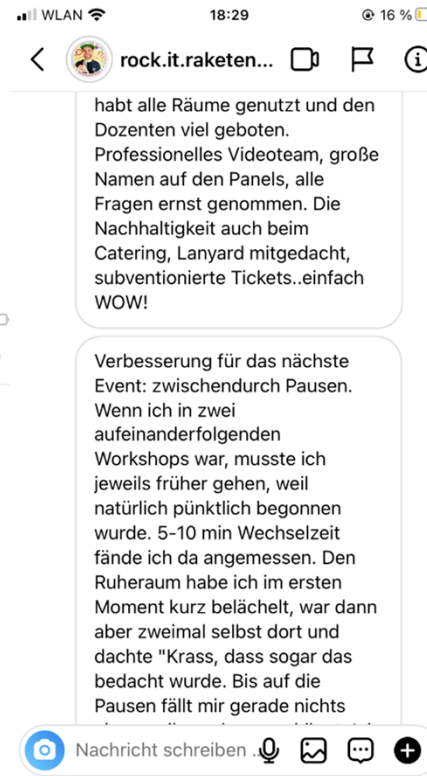 WLAN 18:29 16 %
rock.it.raketen...
habt alle Räume genutzt und den
Dozenten viel geboten.
Professionelles Videoteam, große
Namen auf den Panels, alle
Fragen ernst genommen. Die
Nachhaltigkeit auch beim
Catering, Lanyard mitgedacht,
subventionierte Tickets..einfach
WOW!
Verbesserung für das nächste
Event: zwischendurch Pausen.
Wenn ich in zwei
aufeinanderfolgenden
Workshops war, musste ich
jeweils früher gehen, weil
natürlich pünktlich begonnen
wurde. 5-10 min Wechselzeit
fände ich da angemessen. Den
Ruheraum habe ich im ersten
Moment kurz belächelt, war dann
aber zweimal selbst dort und
dachte "Krass, dass sogar das
bedacht wurde. Bis auf die
Pausen fällt mir gerade nichts
Nachricht schreiben ..